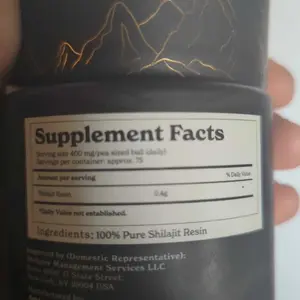 Supplement Facts
Serving size 400 mg/pea sized ball (daily)
Servings per container: approx. 75
Amount per serving % Daily Value
Shilajit Resin 0.4g
*Daily Value not established.
Ingredients: 100% Pure Shilajit Resin
(Domestic Representative):
Management Services LLC
State Street
USA